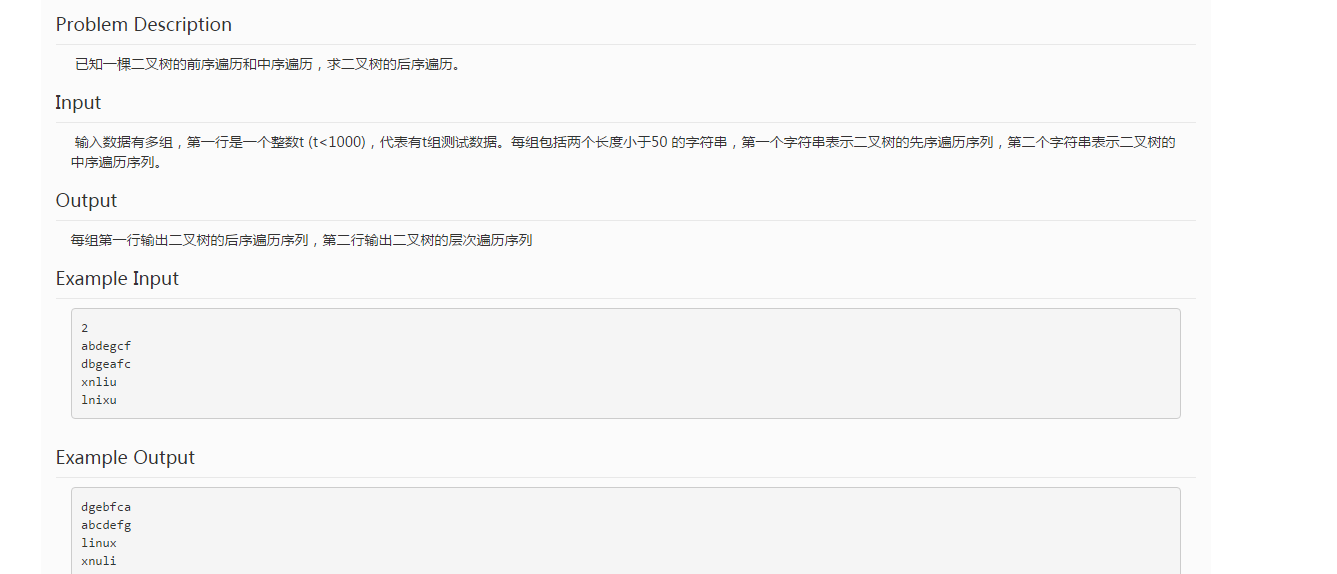 Problem Description
已知一棵二叉树的前序遍历和中序遍历，求二叉树的后序遍历。
Input
输入数据有多组，第一行是一个整数t (t<1000)，代表有t组测试数据。每组包括两个长度小于50 的字符串，第一个字符串表示二叉树的先序遍历序列，第二个字符串表示二叉树的
中序遍历序列。
Output
每组第一行输出二叉树的后序遍历序列，第二行输出二叉树的层次遍历序列
Example Input
2
abdegcf
dbgeafc
xnliu
lnixu
Example Output
dgebfca
abcdefg
linux
xnuli